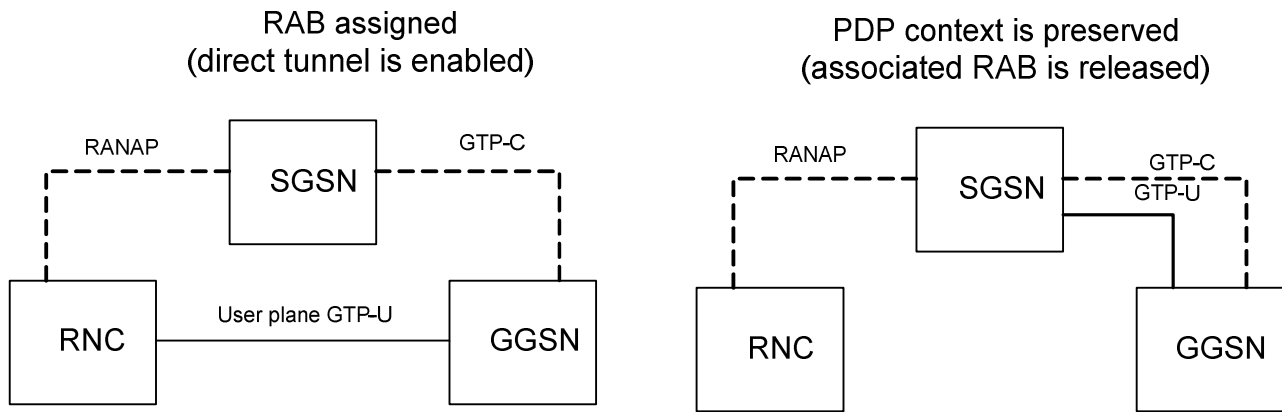 RAB assigned
(direct tunnel is enabled)
RANAP
GTP-C
SGSN
RNC
User plane GTP-U
GGSN
PDP context is preserved
(associated RAB is released)
RANAP
SGSN
GTP-C
GTP-U
RNC
GGSN